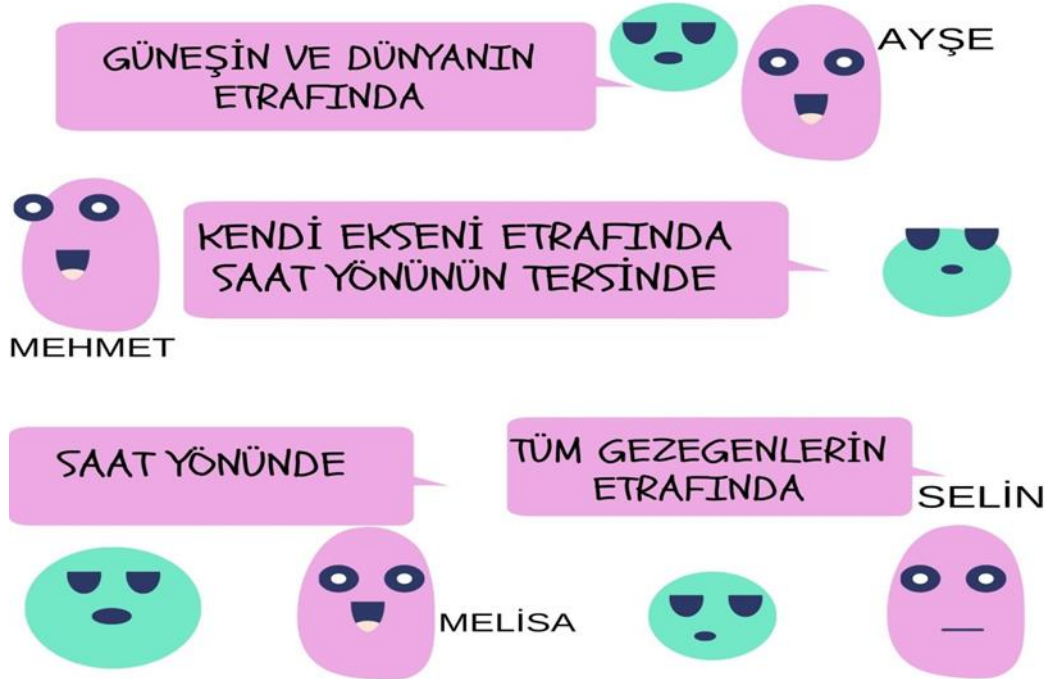 GÜNEŞİN VE DÜNYANIN
ETRAFINDA
AYŞE
KENDİ EKSENİ ETRAFINDA
SAAT YÖNÜNÜN TERSİNDE
MEHMET
SAAT YÖNÜNDE
MELİSA
TÜM GEZEGENLERİN
ETRAFINDA
SELİN